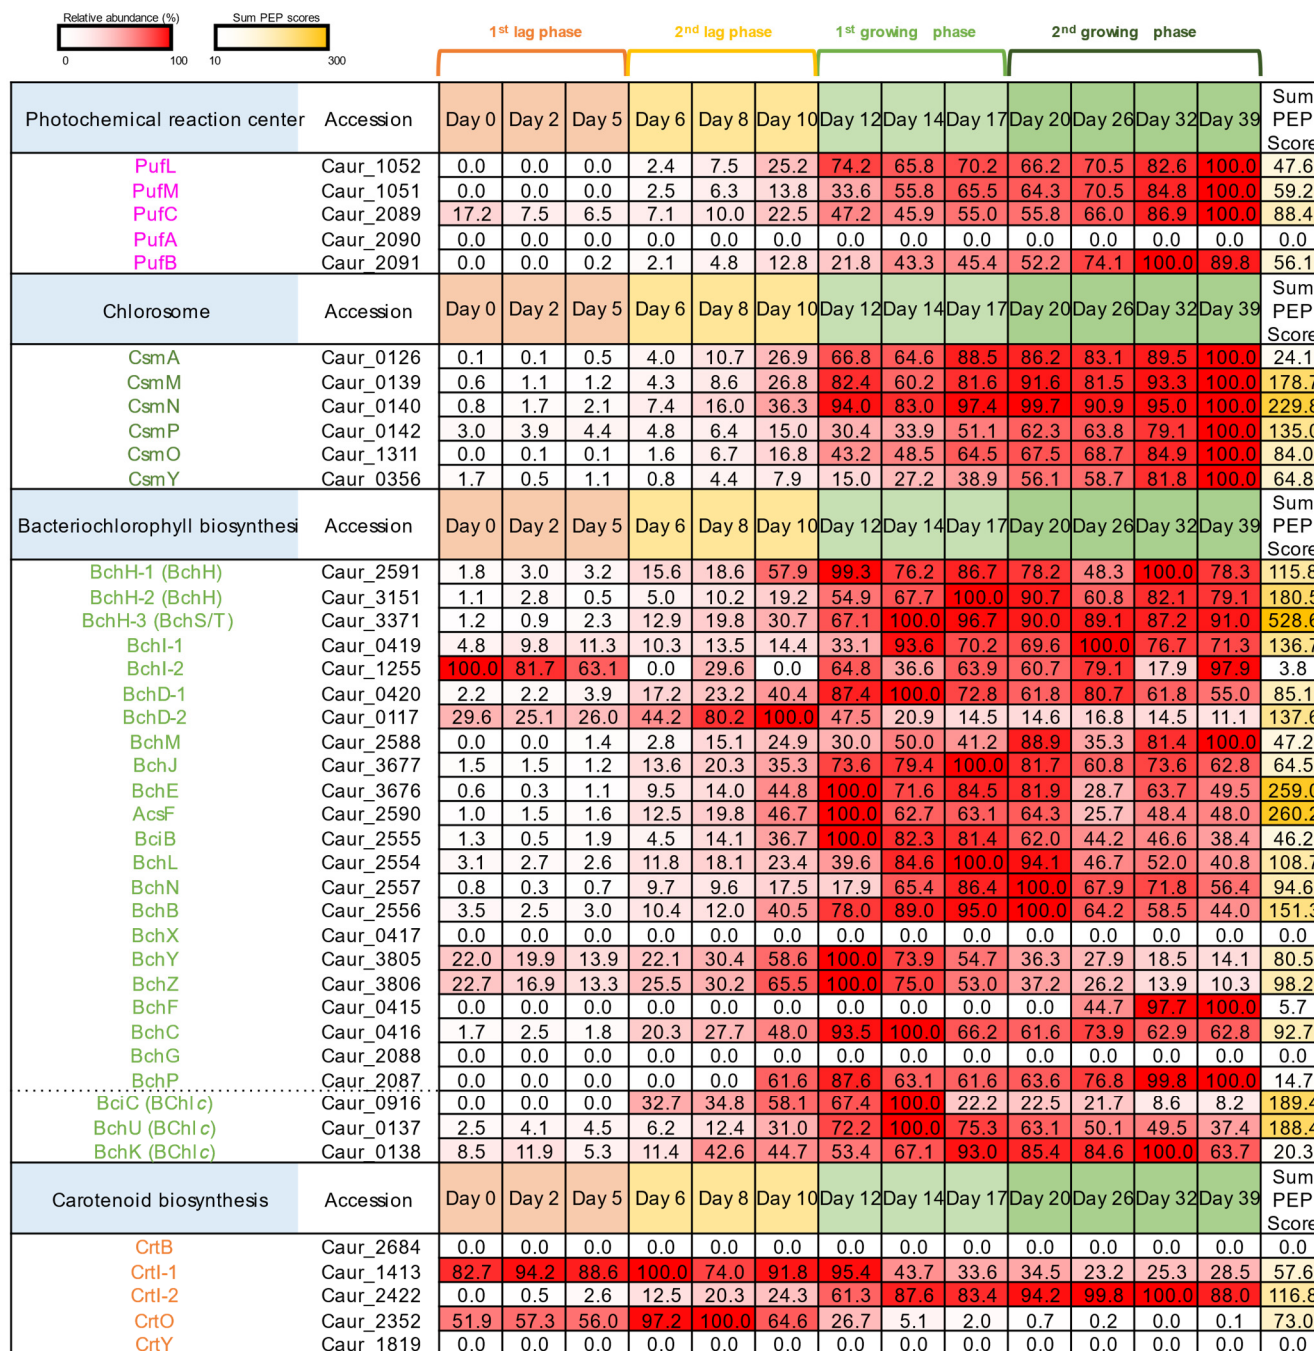 Relative abundance (%) Sum PEP scores
0 100 10 300
1st lag phase 2nd lag phase 1st growing phase 2nd growing phase
Photochemical reaction center Accession Day 0 Day 2 Day 5 Day 6 Day 8 Day 10 Day 12 Day 14 Day 17 Day 20 Day 26 Day 32 Day 39 Sum PEP Score
PufL Caur_1052 0.0 0.0 0.0 2.4 7.5 25.2 74.2 65.8 70.2 66.2 70.5 82.6 100.0 47.6
PufM Caur_1051 0.0 0.0 0.0 2.5 6.3 13.8 33.6 55.8 65.5 64.3 70.5 84.8 100.0 59.2
PufC Caur_2089 17.2 7.5 6.5 7.1 10.0 22.5 47.2 45.9 55.0 55.8 66.0 86.9 100.0 88.4
PufA Caur_2090 0.0 0.0 0.0 0.0 0.0 0.0 0.0 0.0 0.0 0.0 0.0 0.0 0.0 0.0
PufB Caur_2091 0.0 0.0 0.2 2.1 4.8 12.8 21.8 43.3 45.4 52.2 74.1 100.0 89.8 56.1
Chlorosome Accession Day 0 Day 2 Day 5 Day 6 Day 8 Day 10 Day 12 Day 14 Day 17 Day 20 Day 26 Day 32 Day 39 Sum PEP Score
CsmA Caur_0126 0.1 0.1 0.5 4.0 10.7 26.9 66.8 64.6 88.5 86.2 83.1 89.5 100.0 24.1
CsmM Caur_0139 0.6 1.1 1.2 4.3 8.6 26.8 82.4 60.2 81.6 91.6 81.5 93.3 100.0 178.7
CsmN Caur_0140 0.8 1.7 2.1 7.4 16.0 36.3 94.0 83.0 97.4 99.7 90.9 95.0 100.0 229.8
CsmP Caur_0142 3.0 3.9 4.4 4.8 6.4 15.0 30.4 33.9 51.1 62.3 63.8 79.1 100.0 135.0
CsmO Caur_1311 0.0 0.1 0.1 1.6 6.7 16.8 43.2 48.5 64.5 67.5 68.7 84.9 100.0 84.0
CsmY Caur_0356 1.7 0.5 1.1 0.8 4.4 7.9 15.0 27.2 38.9 56.1 58.7 81.8 100.0 64.8
Bacteriochlorophyll biosynthesi Accession Day 0 Day 2 Day 5 Day 6 Day 8 Day 10 Day 12 Day 14 Day 17 Day 20 Day 26 Day 32 Day 39 Sum PEP Score
BchH-1 (BchH) Caur_2591 1.8 3.0 3.2 15.6 18.6 57.9 99.3 76.2 86.7 78.2 48.3 100.0 78.3 115.8
BchH-2 (BchH) Caur_3151 1.1 2.8 0.5 5.0 10.2 19.2 54.9 67.7 100.0 90.7 60.8 82.1 79.1 180.5
BchH-3 (BchS/T) Caur_3371 1.2 0.9 2.3 12.9 19.8 30.7 67.1 100.0 96.7 90.0 89.1 87.2 91.0 528.6
BchI-1 Caur_0419 4.8 9.8 11.3 10.3 13.5 14.4 33.1 93.6 70.2 69.6 100.0 76.7 71.3 136.7
BchI-2 Caur_1255 100.0 81.7 63.1 0.0 29.6 0.0 64.8 36.6 63.9 60.7 79.1 17.9 97.9 3.8
BchD-1 Caur_0420 2.2 2.2 3.9 17.2 23.2 40.4 87.4 100.0 72.8 61.8 80.7 61.8 55.0 85.1
BchD-2 Caur_0117 29.6 25.1 26.0 44.2 80.2 100.0 47.5 20.9 14.5 14.6 16.8 14.5 11.1 137.6
BchM Caur_2588 0.0 0.0 1.4 2.8 15.1 24.9 30.0 50.0 41.2 88.9 35.3 81.4 100.0 47.2
BchJ Caur_3677 1.5 1.5 1.2 13.6 20.3 35.3 73.6 79.4 100.0 81.7 60.8 73.6 62.8 64.5
BchE Caur_3676 0.6 0.3 1.1 9.5 14.0 44.8 100.0 71.6 84.5 81.9 28.7 63.7 49.5 259.0
AcsF Caur_2590 1.0 1.5 1.6 12.5 19.8 46.7 100.0 62.7 63.1 64.3 25.7 48.4 48.0 260.2
BciB Caur_2555 1.3 0.5 1.9 4.5 14.1 36.7 100.0 82.3 81.4 62.0 44.2 46.6 38.4 46.2
BchL Caur_2554 3.1 2.7 2.6 11.8 18.1 23.4 39.6 84.6 100.0 94.1 46.7 52.0 40.8 108.7
BchN Caur_2557 0.8 0.3 0.7 9.7 9.6 17.5 17.9 65.4 86.4 100.0 67.9 71.8 56.4 94.6
BchB Caur_2556 3.5 2.5 3.0 10.4 12.0 40.5 78.0 89.0 95.0 100.0 64.2 58.5 44.0 151.3
BchX Caur_0417 0.0 0.0 0.0 0.0 0.0 0.0 0.0 0.0 0.0 0.0 0.0 0.0 0.0 0.0
BchY Caur_3805 22.0 19.9 13.9 22.1 30.4 58.6 100.0 73.9 54.7 36.3 27.9 18.5 14.1 80.5
BchZ Caur_3806 22.7 16.9 13.3 25.5 30.2 65.5 100.0 75.0 53.0 37.2 26.2 13.9 10.3 98.2
BchF Caur_0415 0.0 0.0 0.0 0.0 0.0 0.0 0.0 0.0 0.0 0.0 44.7 97.7 100.0 5.7
BchC Caur_0416 1.7 2.5 1.8 20.3 27.7 48.0 93.5 100.0 66.2 61.6 73.9 62.9 62.8 92.7
BchG Caur_2088 0.0 0.0 0.0 0.0 0.0 0.0 0.0 0.0 0.0 0.0 0.0 0.0 0.0 0.0
BchP Caur_2087 0.0 0.0 0.0 0.0 0.0 61.6 87.6 63.1 61.6 63.6 76.8 99.8 100.0 14.7
BciC (BChl c) Caur_0916 0.0 0.0 0.0 32.7 34.8 58.1 67.4 100.0 22.2 22.5 21.7 8.6 8.2 189.4
BchU (BChl c) Caur_0137 2.5 4.1 4.5 6.2 12.4 31.0 72.2 100.0 75.3 63.1 50.1 49.5 37.4 188.4
BchK (BChl c) Caur_0138 8.5 11.9 5.3 11.4 42.6 44.7 53.4 67.1 93.0 85.4 84.6 100.0 63.7 20.3
Carotenoid biosynthesis Accession Day 0 Day 2 Day 5 Day 6 Day 8 Day 10 Day 12 Day 14 Day 17 Day 20 Day 26 Day 32 Day 39 Sum PEP Score
CrtB Caur_2684 0.0 0.0 0.0 0.0 0.0 0.0 0.0 0.0 0.0 0.0 0.0 0.0 0.0 0.0
CrtI-1 Caur_1413 82.7 94.2 88.6 100.0 74.0 91.8 95.4 43.7 33.6 34.5 23.2 25.3 28.5 57.6
CrtI-2 Caur_2422 0.0 0.5 2.6 12.5 20.3 24.3 61.3 87.6 83.4 94.2 99.8 100.0 88.0 116.8
CrtO Caur_2352 51.9 57.3 56.0 97.2 100.0 64.6 26.7 5.1 2.0 0.7 0.2 0.0 0.1 73.0
CrtY Caur_1819 0.0 0.0 0.0 0.0 0.0 0.0 0.0 0.0 0.0 0.0 0.0 0.0 0.0 0.0